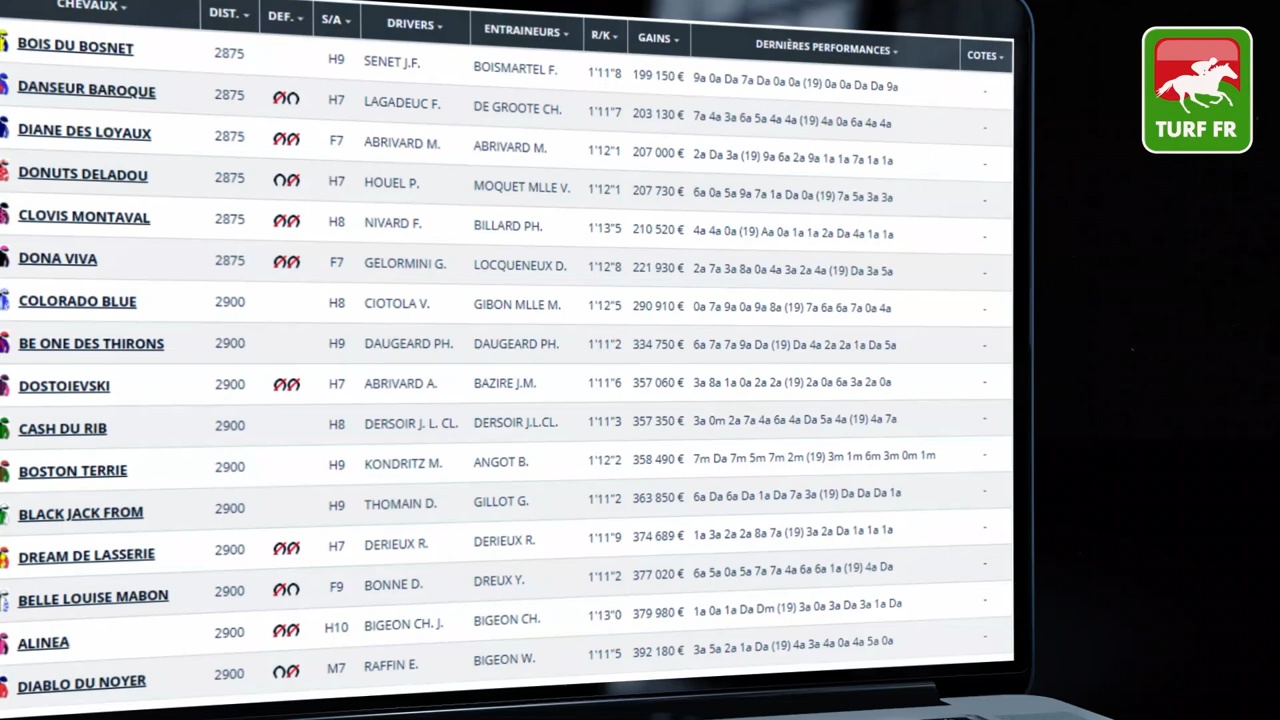 CHEVAUX DIST. DEF. S/A DRIVERS ENTRAINEURS R/K GAINS DERNIÈRES PERFORMANCES COTES
BOIS DU BOSNET 2875 H9 SENET J.F. BOISMARTEL F. 1'11"8 199 150 € 9a 0a Da 7a Da 0a 0a (19) 0a 0a Da Da 9a -
DANSEUR BAROQUE 2875 H7 LAGADEUC F. DE GROOTE CH. 1'11"7 203 130 € 7a 4a 3a 6a 5a 4a 4a (19) 4a 0a 6a 4a 4a -
DIANE DES LOYAUX 2875 F7 ABRIVARD M. ABRIVARD M. 1'12"1 207 000 € 2a Da 3a (19) 9a 6a 2a 9a 1a 1a 7a 1a 1a -
DONUTS DELADOU 2875 H7 HOUEL P. MOQUET MLLE V. 1'12"1 207 730 € 6a 0a 5a 9a 7a 1a Da 0a (19) 7a 5a 3a 3a -
CLOVIS MONTAVAL 2875 H8 NIVARD F. BILLARD PH. 1'13"5 210 520 € 4a 4a 0a (19) Aa 0a 1a 1a 2a Da 4a 1a 1a -
DONA VIVA 2875 F7 GELORMINI G. LOCQUENEUX D. 1'12"8 221 930 € 2a 7a 3a 8a 0a 4a 3a 2a 4a (19) Da 3a 5a -
COLORADO BLUE 2900 H8 CIOTOLA V. GIBON MLLE M. 1'12"5 290 910 € 0a 7a 9a 0a 9a 8a (19) 7a 6a 6a 7a 0a 4a -
BE ONE DES THIRONS 2900 H9 DAUGEARD PH. DAUGEARD PH. 1'11"2 334 750 € 6a 7a 7a 9a Da (19) Da 4a 2a 2a 1a Da 5a -
DOSTOIEVSKI 2900 H7 ABRIVARD A. BAZIRE J.M. 1'11"6 357 060 € 3a 8a 1a 0a 2a 2a (19) 2a 0a 6a 3a 2a 0a -
CASH DU RIB 2900 H8 DERSOIR J. L. CL. DERSOIR J.L.CL. 1'11"3 357 350 € 3a 0m 2a 7a 4a 6a 4a Da 5a 4a (19) 4a 7a -
BOSTON TERRIE 2900 H9 KONDRITZ M. ANGOT B. 1'12"2 358 490 € 7m Da 7m 5m 7m 2m (19) 3m 1m 6m 3m 0m 1m -
BLACK JACK FROM 2900 H9 THOMAIN D. GILLOT G. 1'11"2 363 850 € 6a Da 6a Da 1a Da 7a 3a (19) Da Da Da 1a -
DREAM DE LASSERIE 2900 H7 DERIEUX R. DERIEUX R. 1'11"9 374 689 € 1a 3a 2a 2a 8a 7a (19) 3a 2a Da 1a 1a 1a -
BELLE LOUISE MABON 2900 F9 BONNE D. DREUX Y. 1'11"2 377 020 € 6a 5a 0a 5a 7a 7a 4a 6a 6a 1a (19) 4a Da -
ALINEA 2900 H10 BIGEON CH. J. BIGEON CH. 1'13"0 379 980 € 1a 0a 1a Da Dm (19) 3a 0a 3a Da 3a 1a Da -
DIABLO DU NOYER 2900 M7 RAFFIN E. BIGEON W. 1'11"5 392 180 € 3a 5a 2a 1a Da (19) 4a 3a 4a 0a 4a 5a 0a -
TURF FR